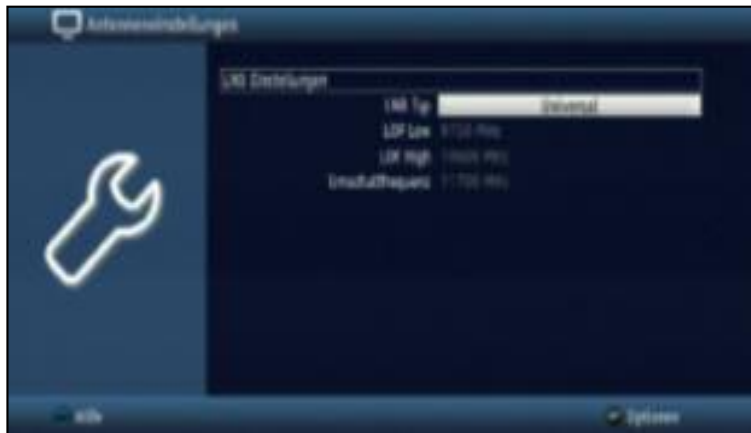 Antenneneinstellungen
LNB Einstellungen
LNB Typ Universal
LOF Low 9750 MHz
LOF High 10600 MHz
Umschaltfrequenz 11700 MHz
Hilfe Optionen